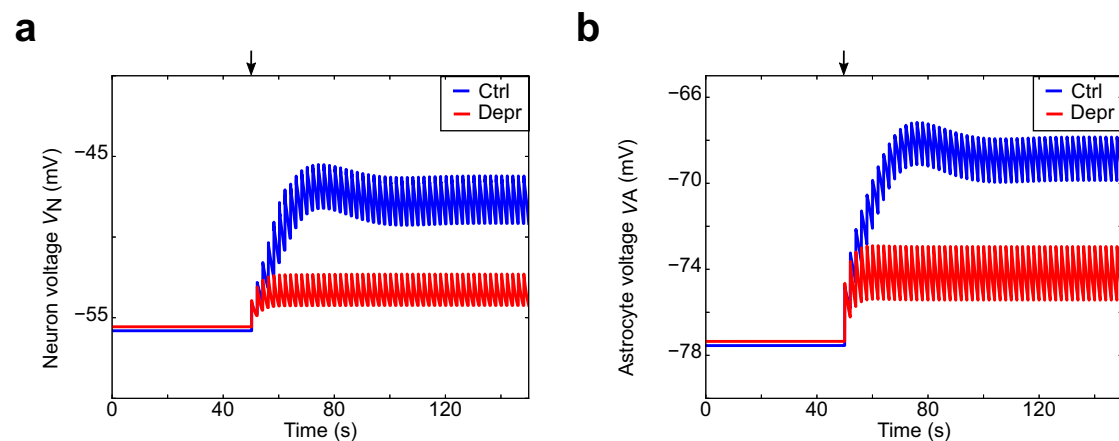 a
Ctrl
Depr
Neuron voltage VN (mV)
−45
−55
0
40
80
120
Time (s)
b
Ctrl
Depr
Astrocyte voltage VA (mV)
−66
−70
−74
−78
0
40
80
120
Time (s)